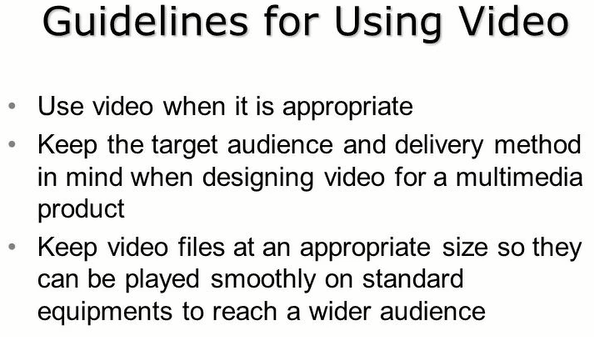 Guidelines for Using Video
• Use video when it is appropriate
• Keep the target audience and delivery method
in mind when designing video for a multimedia
product
• Keep video files at an appropriate size so they
can be played smoothly on standard
equipments to reach a wider audience